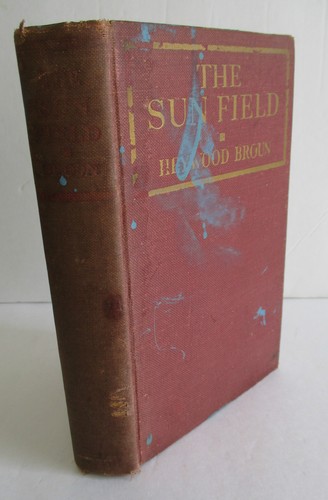 THE
SUN FIELD
HEYWOOD BROUN